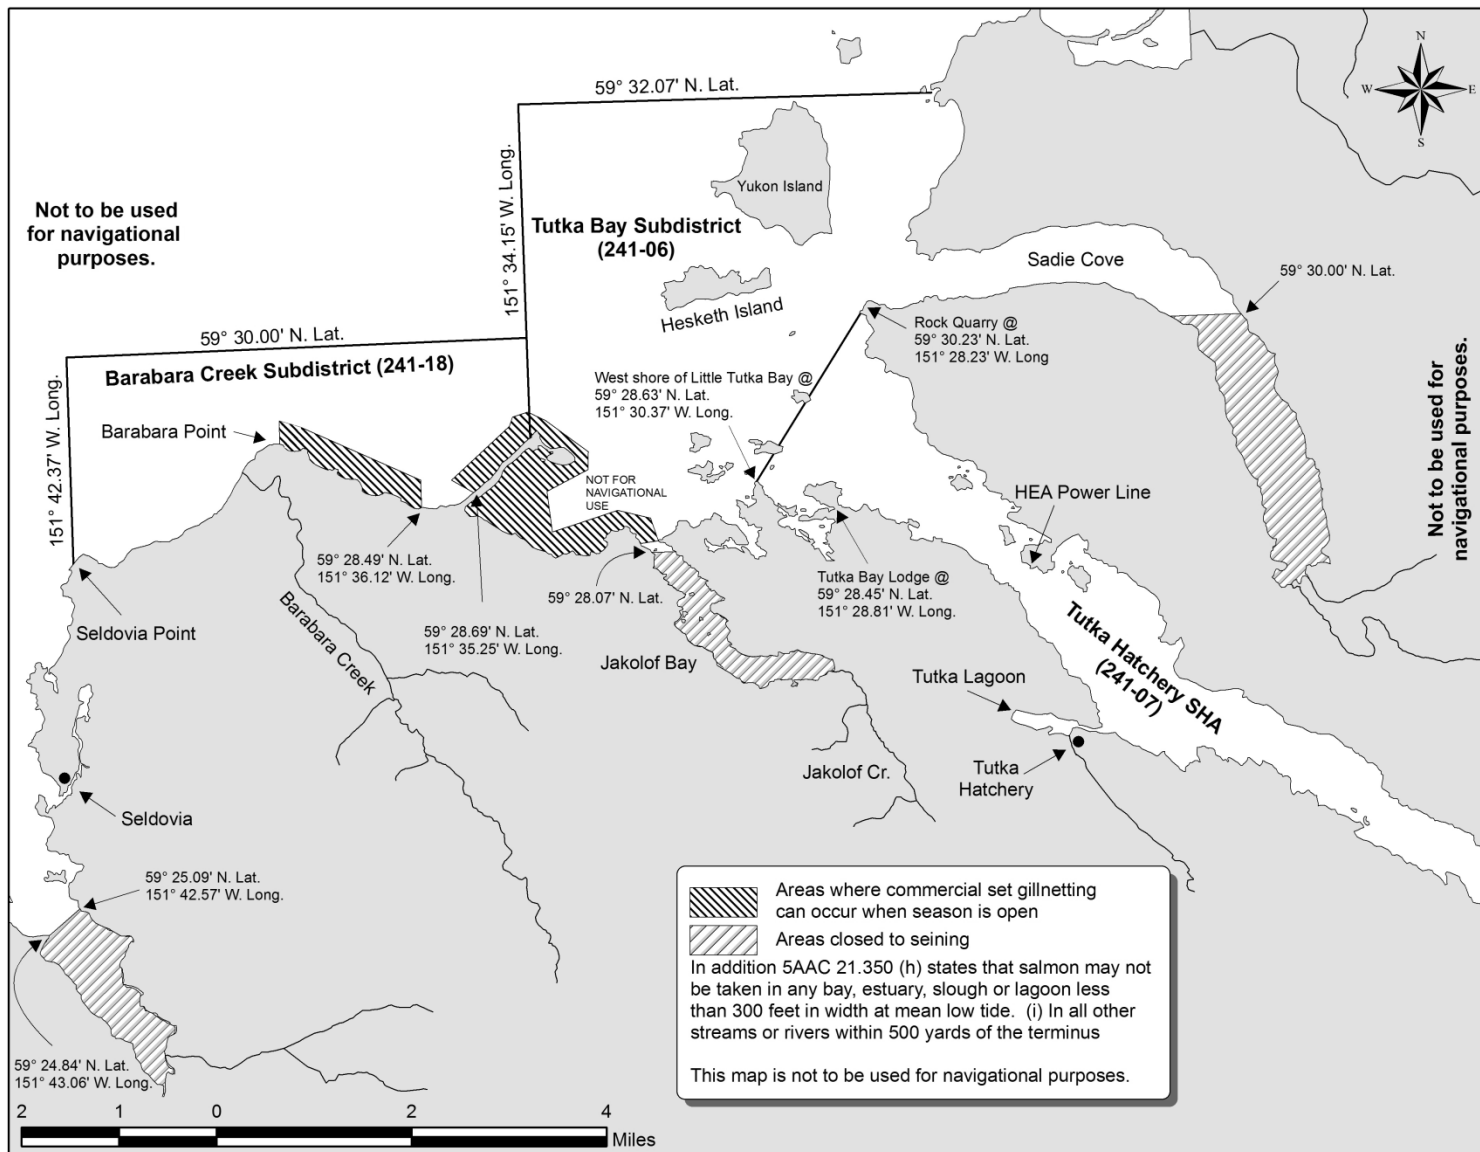 N
W
E
S
59° 32.07' N. Lat.
151° 34.15' W. Long.
Not to be used
for navigational
purposes.
Yukon Island
Tutka Bay Subdistrict
(241-06)
Sadie Cove
59° 30.00' N. Lat.
Hesketh Island
59° 30.00' N. Lat.
Rock Quarry @
59° 30.23' N. Lat.
151° 28.23' W. Long
Barabara Creek Subdistrict (241-18)
West shore of Little Tutka Bay @
59° 28.63' N. Lat.
151° 30.37' W. Long.
Not to be used for
navigational purposes.
151° 42.37' W. Long.
Barabara Point
NOT FOR
NAVIGATIONAL
USE
HEA Power Line
59° 28.49' N. Lat.
151° 36.12' W. Long.
59° 28.07' N. Lat.
Tutka Bay Lodge @
59° 28.45' N. Lat.
151° 28.81' W. Long.
Seldovia Point
Barabara Creek
59° 28.69' N. Lat.
151° 35.25' W. Long.
Jakolof Bay
Tutka Hatchery SHA
(241-07)
Tutka Lagoon
Jakolof Cr.
Tutka
Hatchery
Seldovia
59° 25.09' N. Lat.
151° 42.57' W. Long.
Areas where commercial set gillnetting
can occur when season is open
Areas closed to seining
In addition 5AAC 21.350 (h) states that salmon may not
be taken in any bay, estuary, slough or lagoon less
than 300 feet in width at mean low tide. (i) In all other
streams or rivers within 500 yards of the terminus
This map is not to be used for navigational purposes.
59° 24.84' N. Lat.
151° 43.06' W. Long.
2 1 0 2 4
Miles